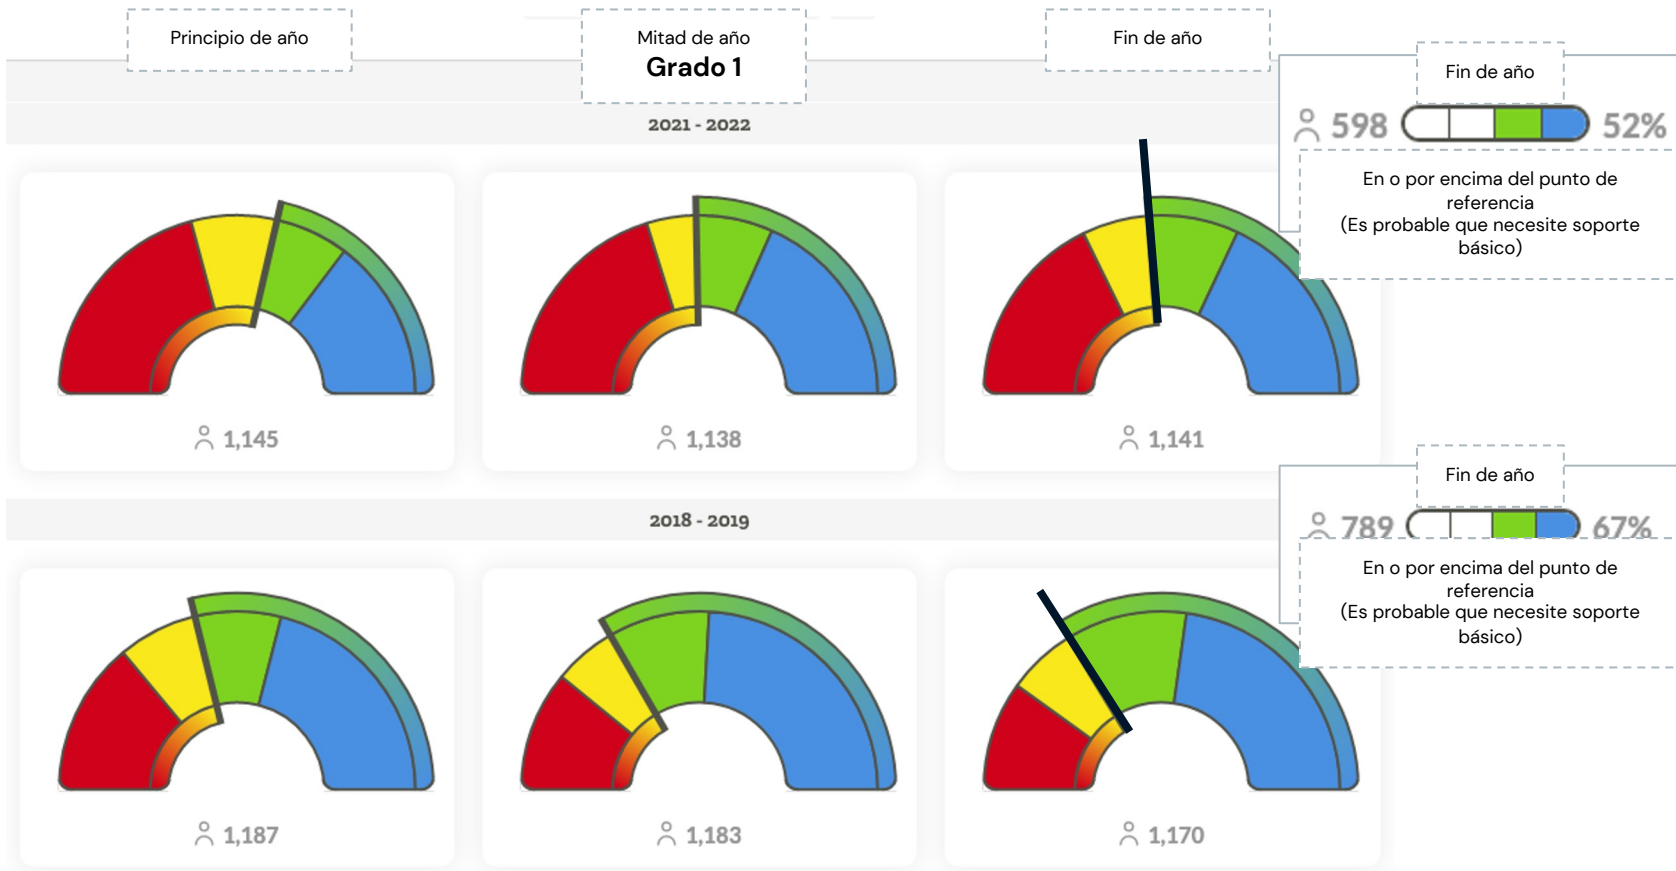 Principio de año
Mitad de año
Grado 1
Fin de año
Fin de año
2021 - 2022
598
52%
En o por encima del punto de
referencia
(Es probable que necesite soporte
básico)
1,145
1,138
1,141
Fin de año
2018 - 2019
789
67%
En o por encima del punto de
referencia
(Es probable que necesite soporte
básico)
1,187
1,183
1,170